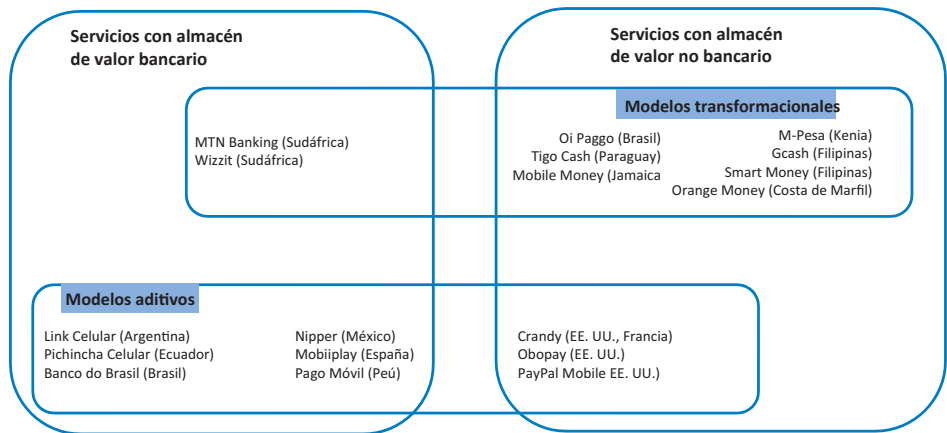 Servicios con almacén
de valor bancario
Servicios con almacén
de valor no bancario
Modelos transformacionales
MTN Banking (Sudáfrica)
Wizzit (Sudáfrica)
Oi Paggo (Brasil)
Tigo Cash (Paraguay)
Mobile Money (Jamaica
M-Pesa (Kenia)
Gcash (Filipinas)
Smart Money (Filipinas)
Orange Money (Costa de Marfil)
Modelos aditivos
Link Celular (Argentina)
Pichincha Celular (Ecuador)
Banco do Brasil (Brasil)
Nipper (México)
Mobiiplay (España)
Pago Móvil (Peú)
Crandy (EE. UU., Francia)
Obopay (EE. UU.)
PayPal Mobile EE. UU.)